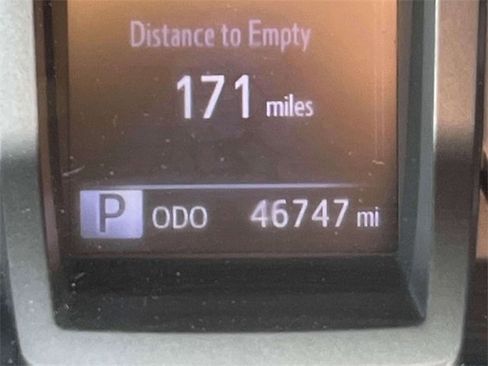 Distance to Empty
171 miles
P ODO 46747 mi